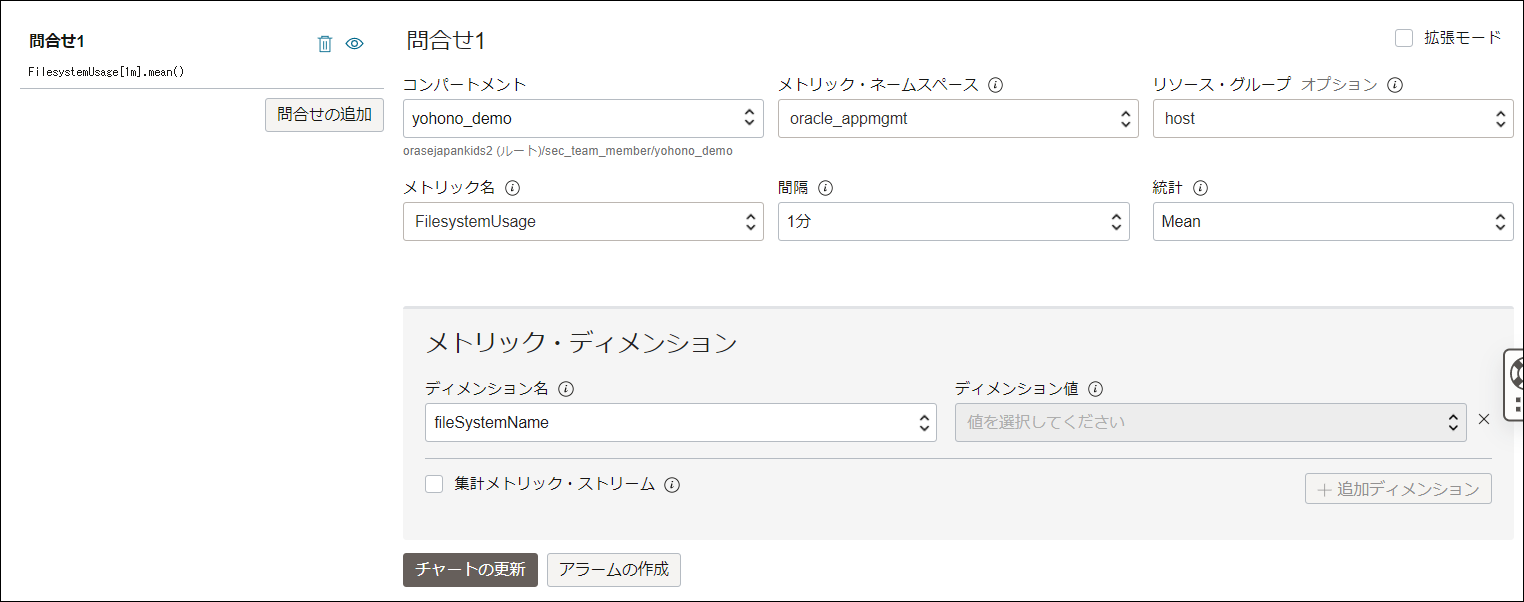 問合せ1
FilesystemUsage[1m].mean()
問合せの追加
問合せ1
拡張モード
コンパートメント
メトリック・ネームスペース
リソース・グループ オプション
yohono_demo
oracle_appmgmt
host
orasejapankids2 (ルート)/sec_team_member/yohono_demo
メトリック名
間隔
統計
FilesystemUsage
1分
Mean
メトリック・ディメンション
ディメンション名
ディメンション値
fileSystemName
値を選択してください
集計メトリック・ストリーム
+ 追加ディメンション
チャートの更新
アラームの作成